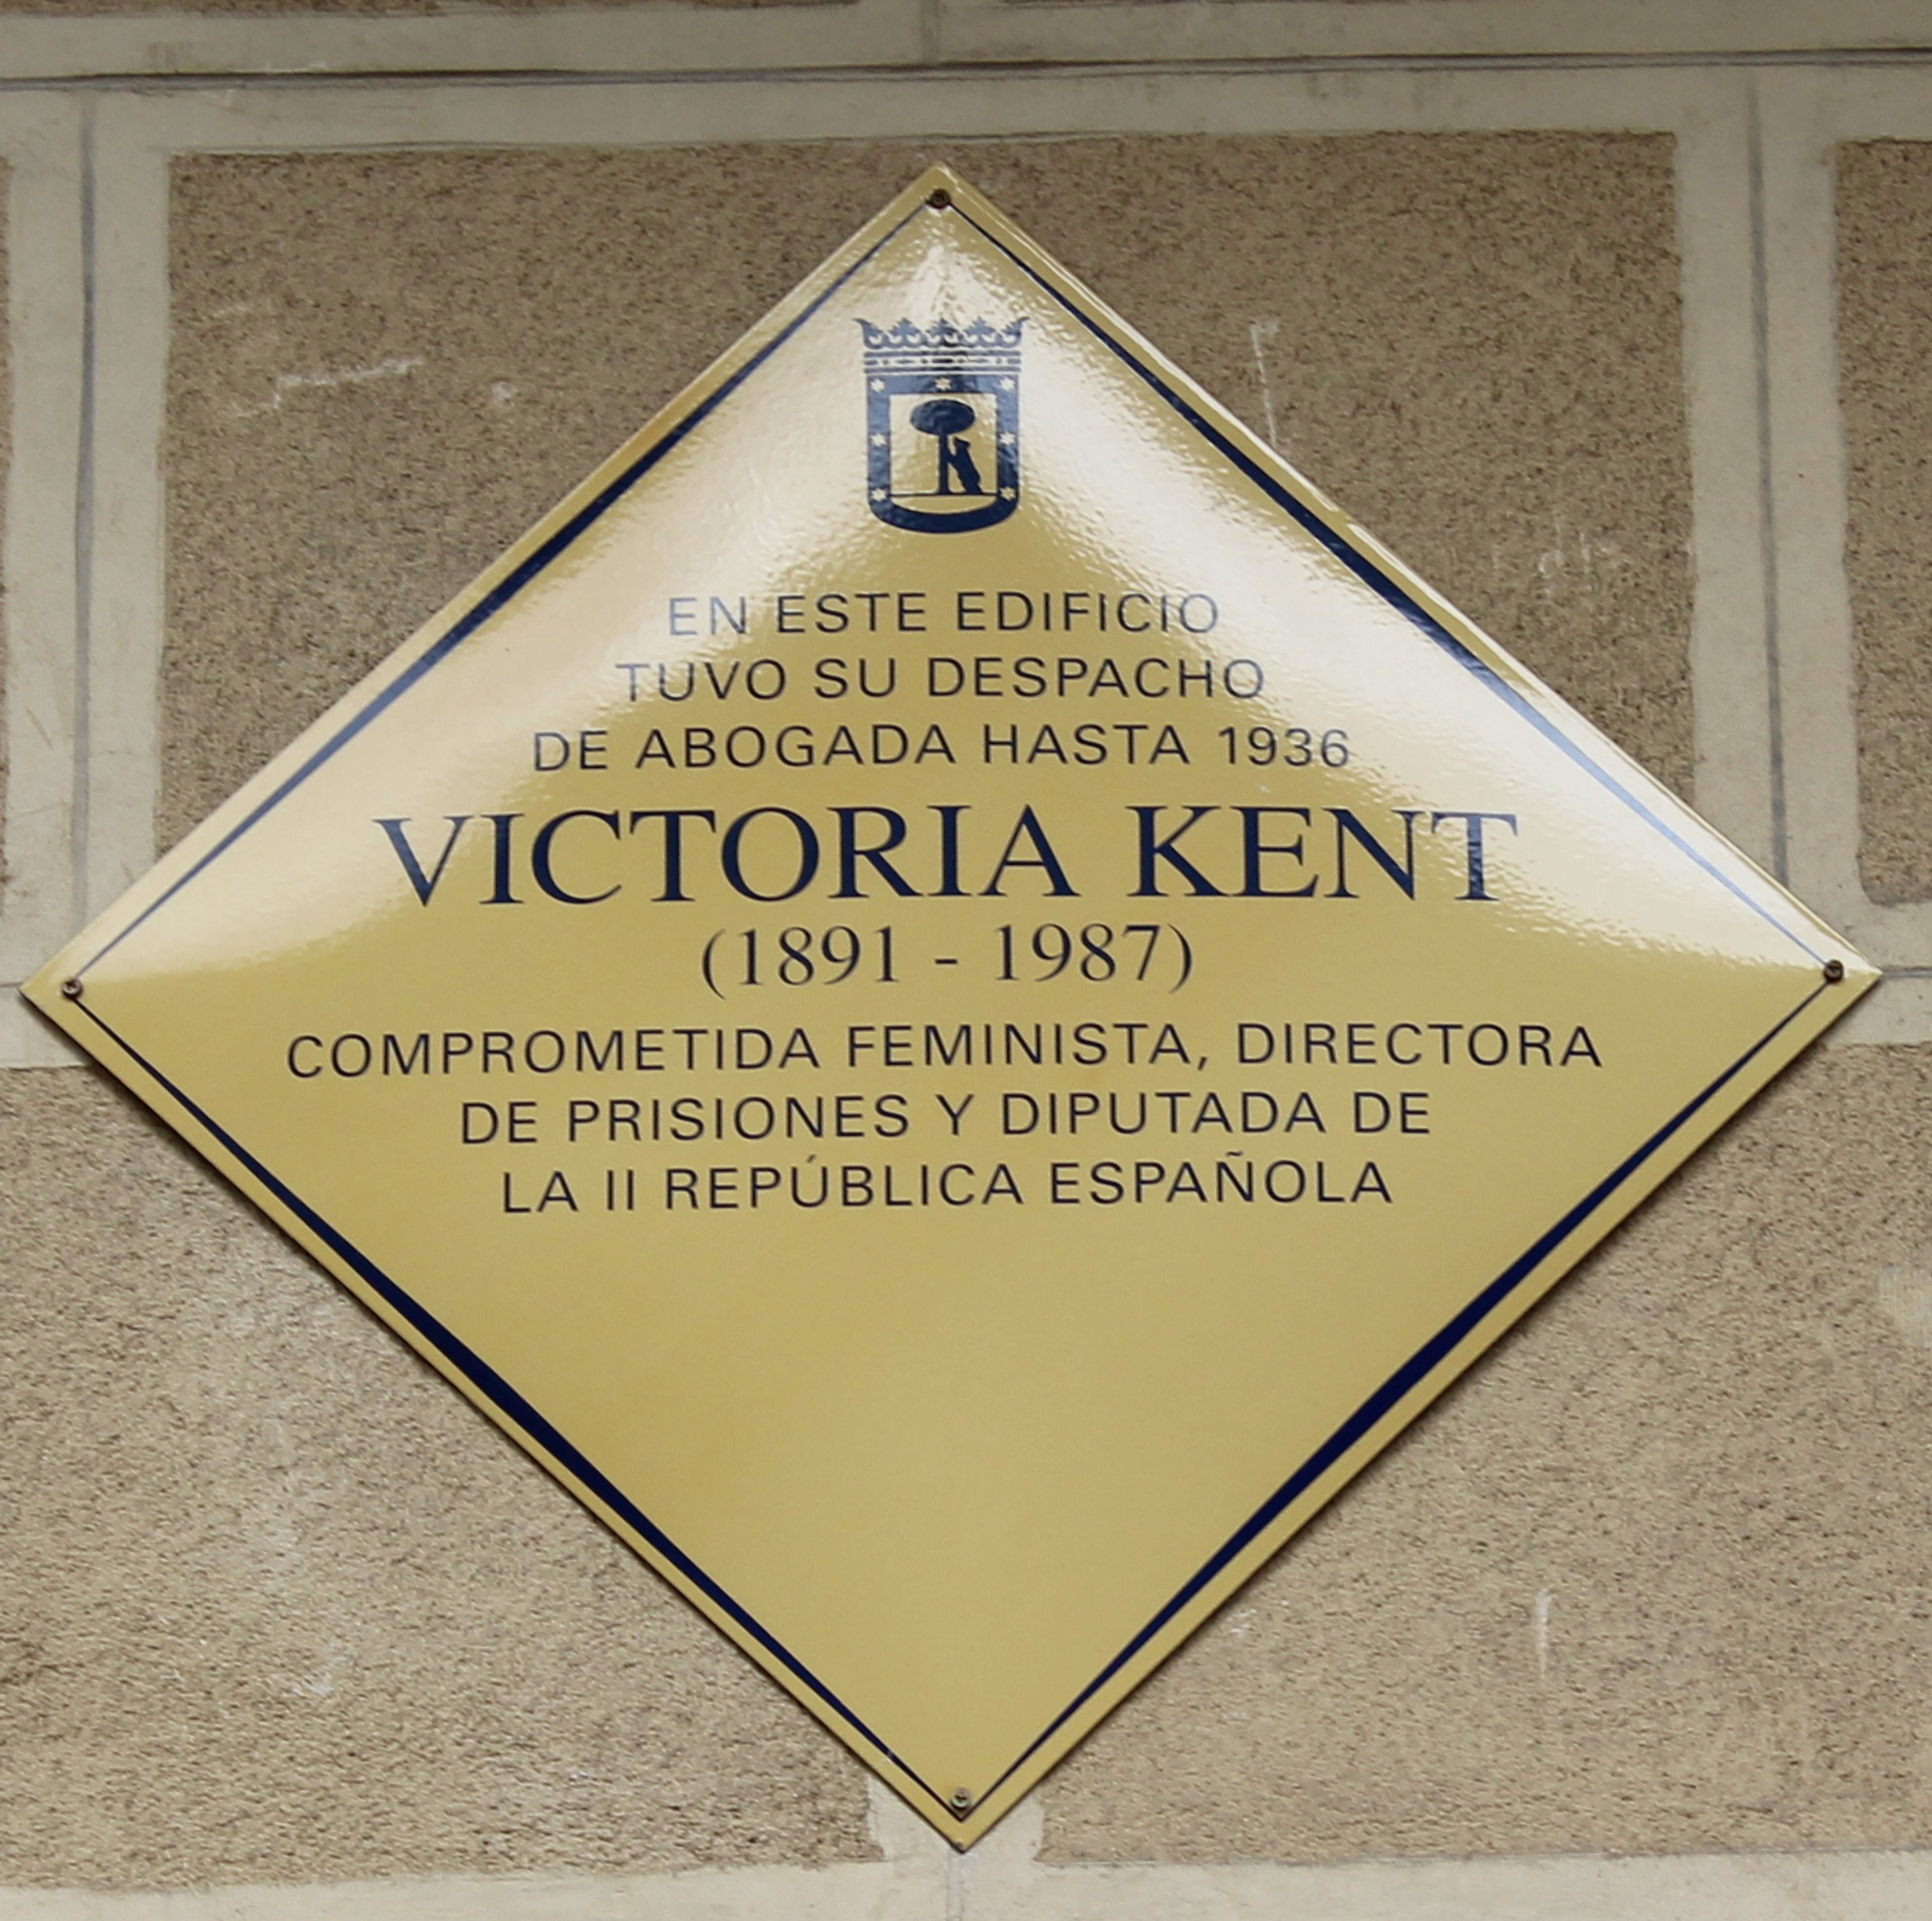 EN ESTE EDIFICIO
TUVO SU DESPACHO
DE ABOGADA HASTA 1936
VICTORIA KENT
(1891 - 1987)
COMPROMETIDA FEMINISTA, DIRECTORA
DE PRISIONES Y DIPUTADA DE
LA II REPÚBLICA ESPAÑOLA